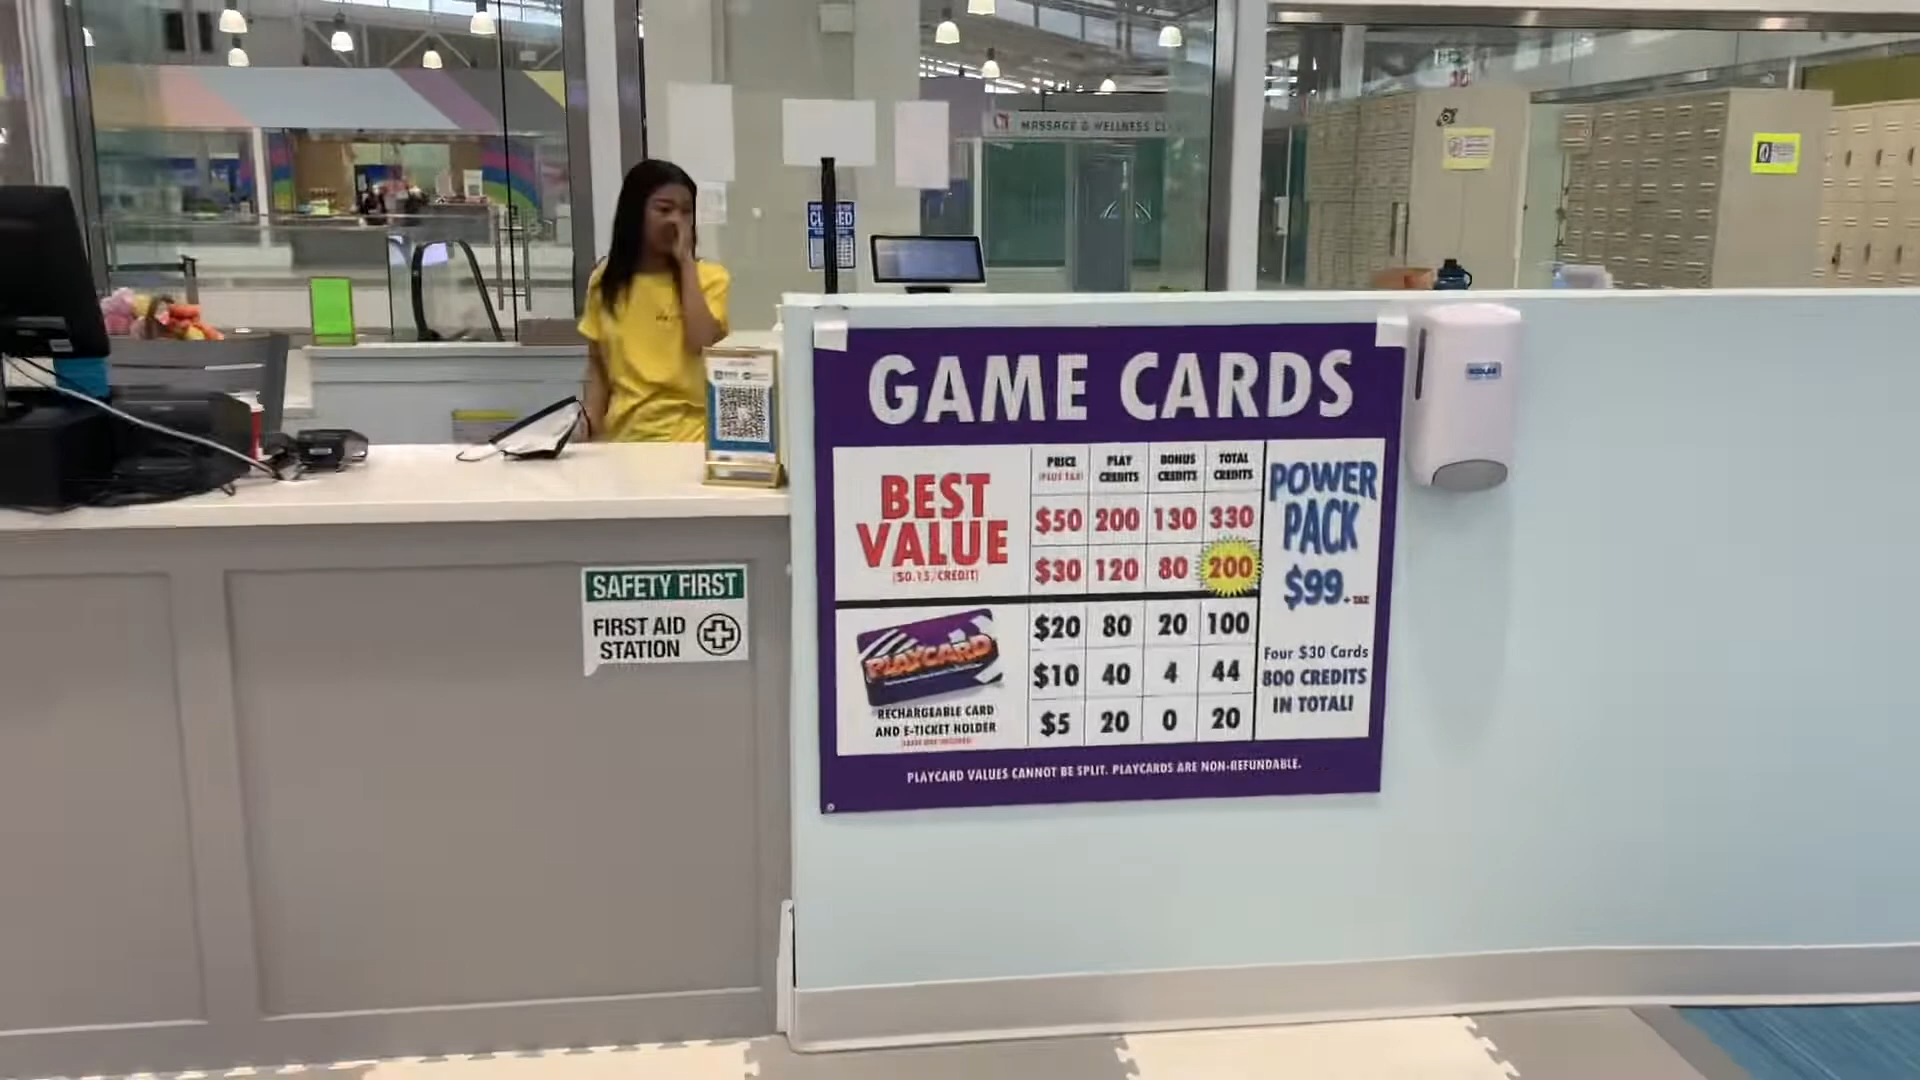 MASSAGE & WELLNESS
CLOSED
GAME CARDS
BEST
VALUE
($0.15/CREDIT)
PRICE PLAY BONUS TOTAL
(PLUS TAX) CREDITS CREDITS CREDITS
$50 200 130 330
$30 120 80 200
$20 80 20 100
$10 40 4 44
$5 20 0 20
PLAYCARD
RECHARGEABLE CARD
AND E-TICKET HOLDER
POWER
PACK
$99 + TAX
Four $30 Cards
800 CREDITS
IN TOTAL!
PLAYCARD VALUES CANNOT BE SPLIT. PLAYCARDS ARE NON-REFUNDABLE.
SAFETY FIRST
FIRST AID
STATION
ECOLAB